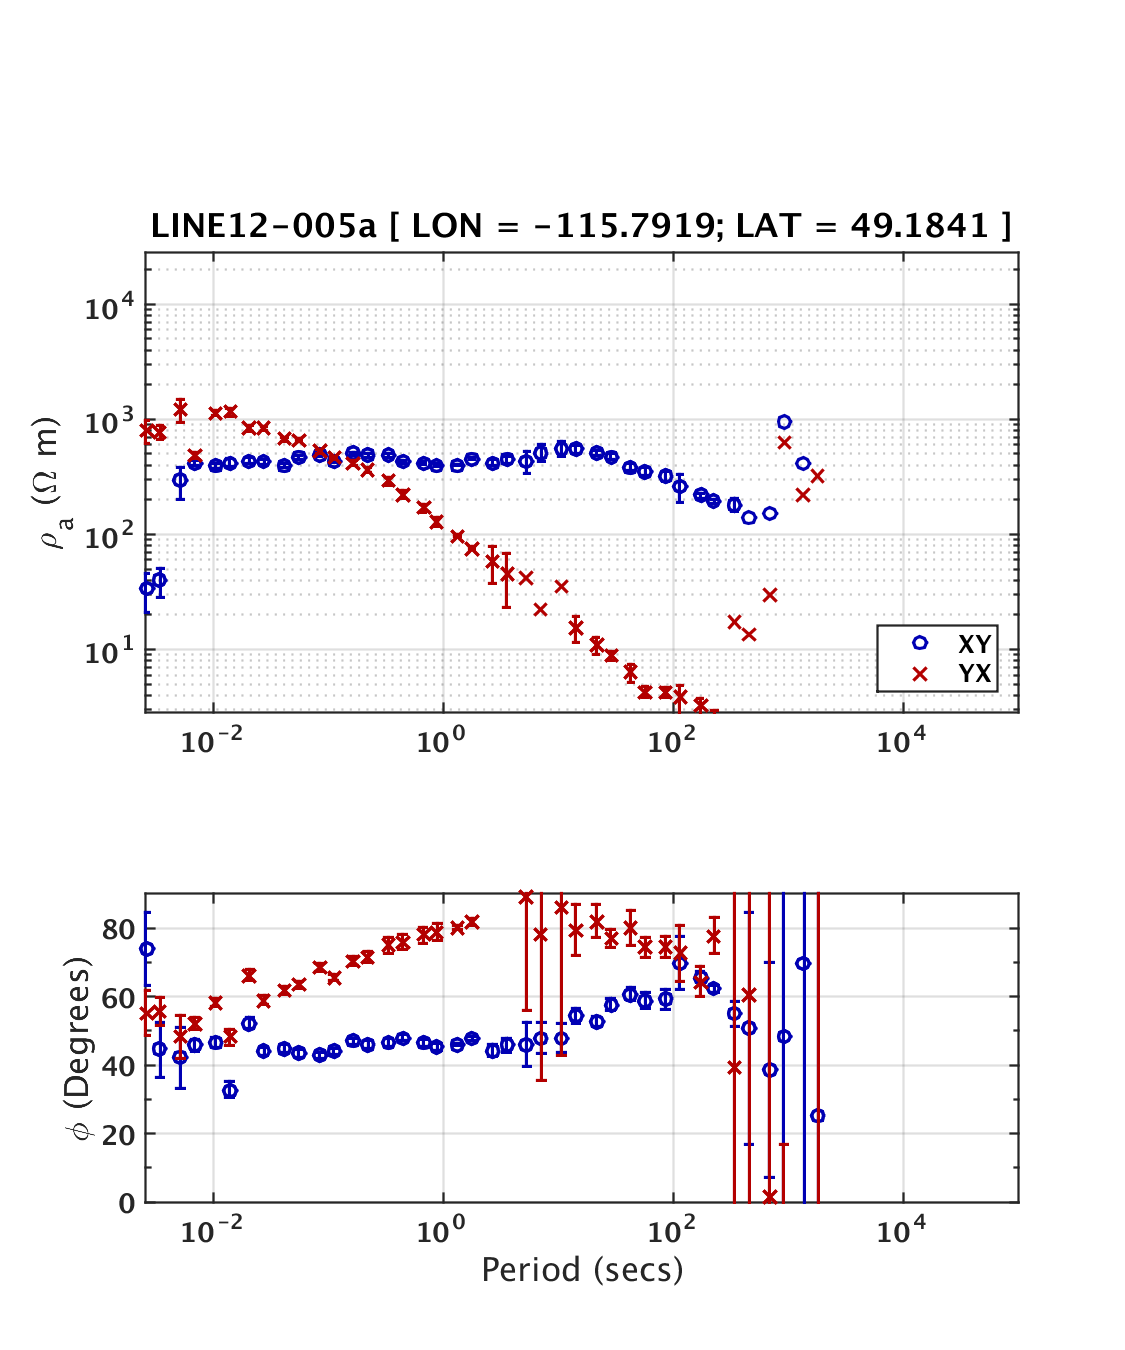 LINE12-005a [ LON = -115.7919; LAT = 49.1841 ]
ρa (Ω m)
10^4
10^3
10^2
10^1
10^-2 10^0 10^2 10^4
XY
YX
ϕ (Degrees)
80
60
40
20
0
10^-2 10^0 10^2 10^4
Period (secs)